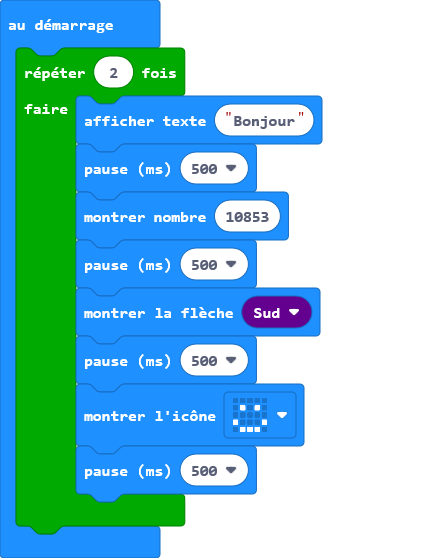 au démarrage
répéter 2 fois
faire
afficher texte "Bonjour"
pause (ms) 500
montrer nombre 10853
pause (ms) 500
montrer la flèche Sud
pause (ms) 500
montrer l'icône
pause (ms) 500